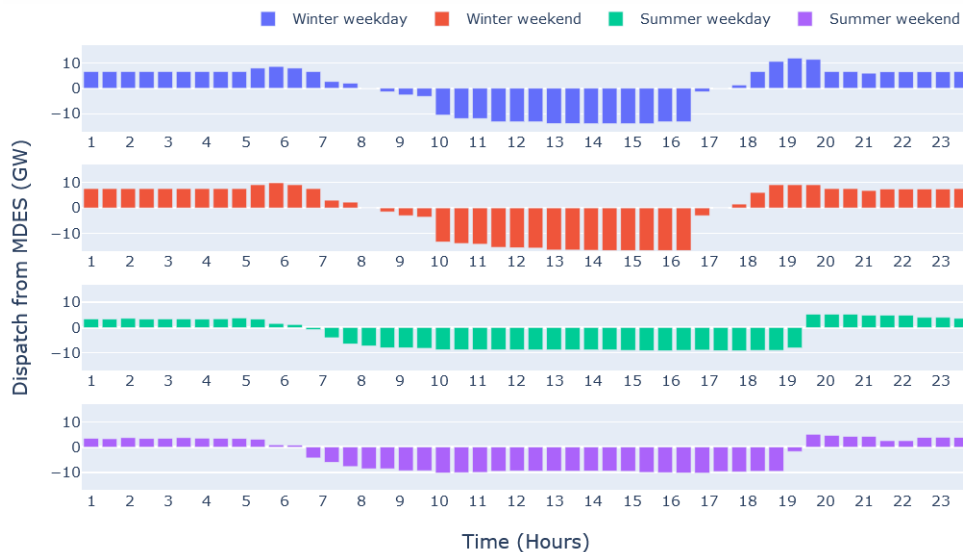 Winter weekday Winter weekend Summer weekday Summer weekend
Dispatch from MDES (GW)
10
0
−10
1 2 3 4 5 6 7 8 9 10 11 12 13 14 15 16 17 18 19 20 21 22 23
10
0
−10
1 2 3 4 5 6 7 8 9 10 11 12 13 14 15 16 17 18 19 20 21 22 23
10
0
−10
1 2 3 4 5 6 7 8 9 10 11 12 13 14 15 16 17 18 19 20 21 22 23
10
0
−10
1 2 3 4 5 6 7 8 9 10 11 12 13 14 15 16 17 18 19 20 21 22 23
Time (Hours)